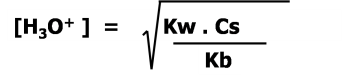 [H₃O⁺ ] = √(Kw . Cs / Kb)